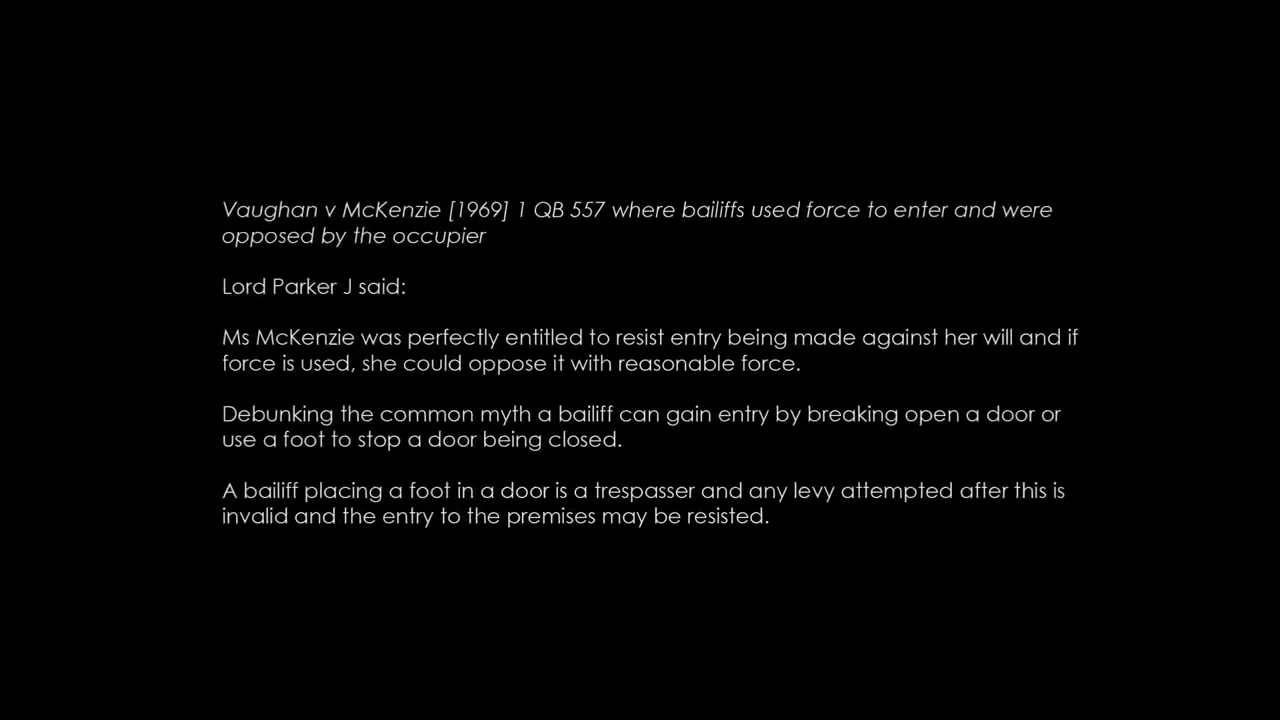 Vaughan v McKenzie [1969] 1 QB 557 where bailiffs used force to enter and were
opposed by the occupier
Lord Parker J said:
Ms McKenzie was perfectly entitled to resist entry being made against her will and if
force is used, she could oppose it with reasonable force.
Debunking the common myth a bailiff can gain entry by breaking open a door or
use a foot to stop a door being closed.
A bailiff placing a foot in a door is a trespasser and any levy attempted after this is
invalid and the entry to the premises may be resisted.